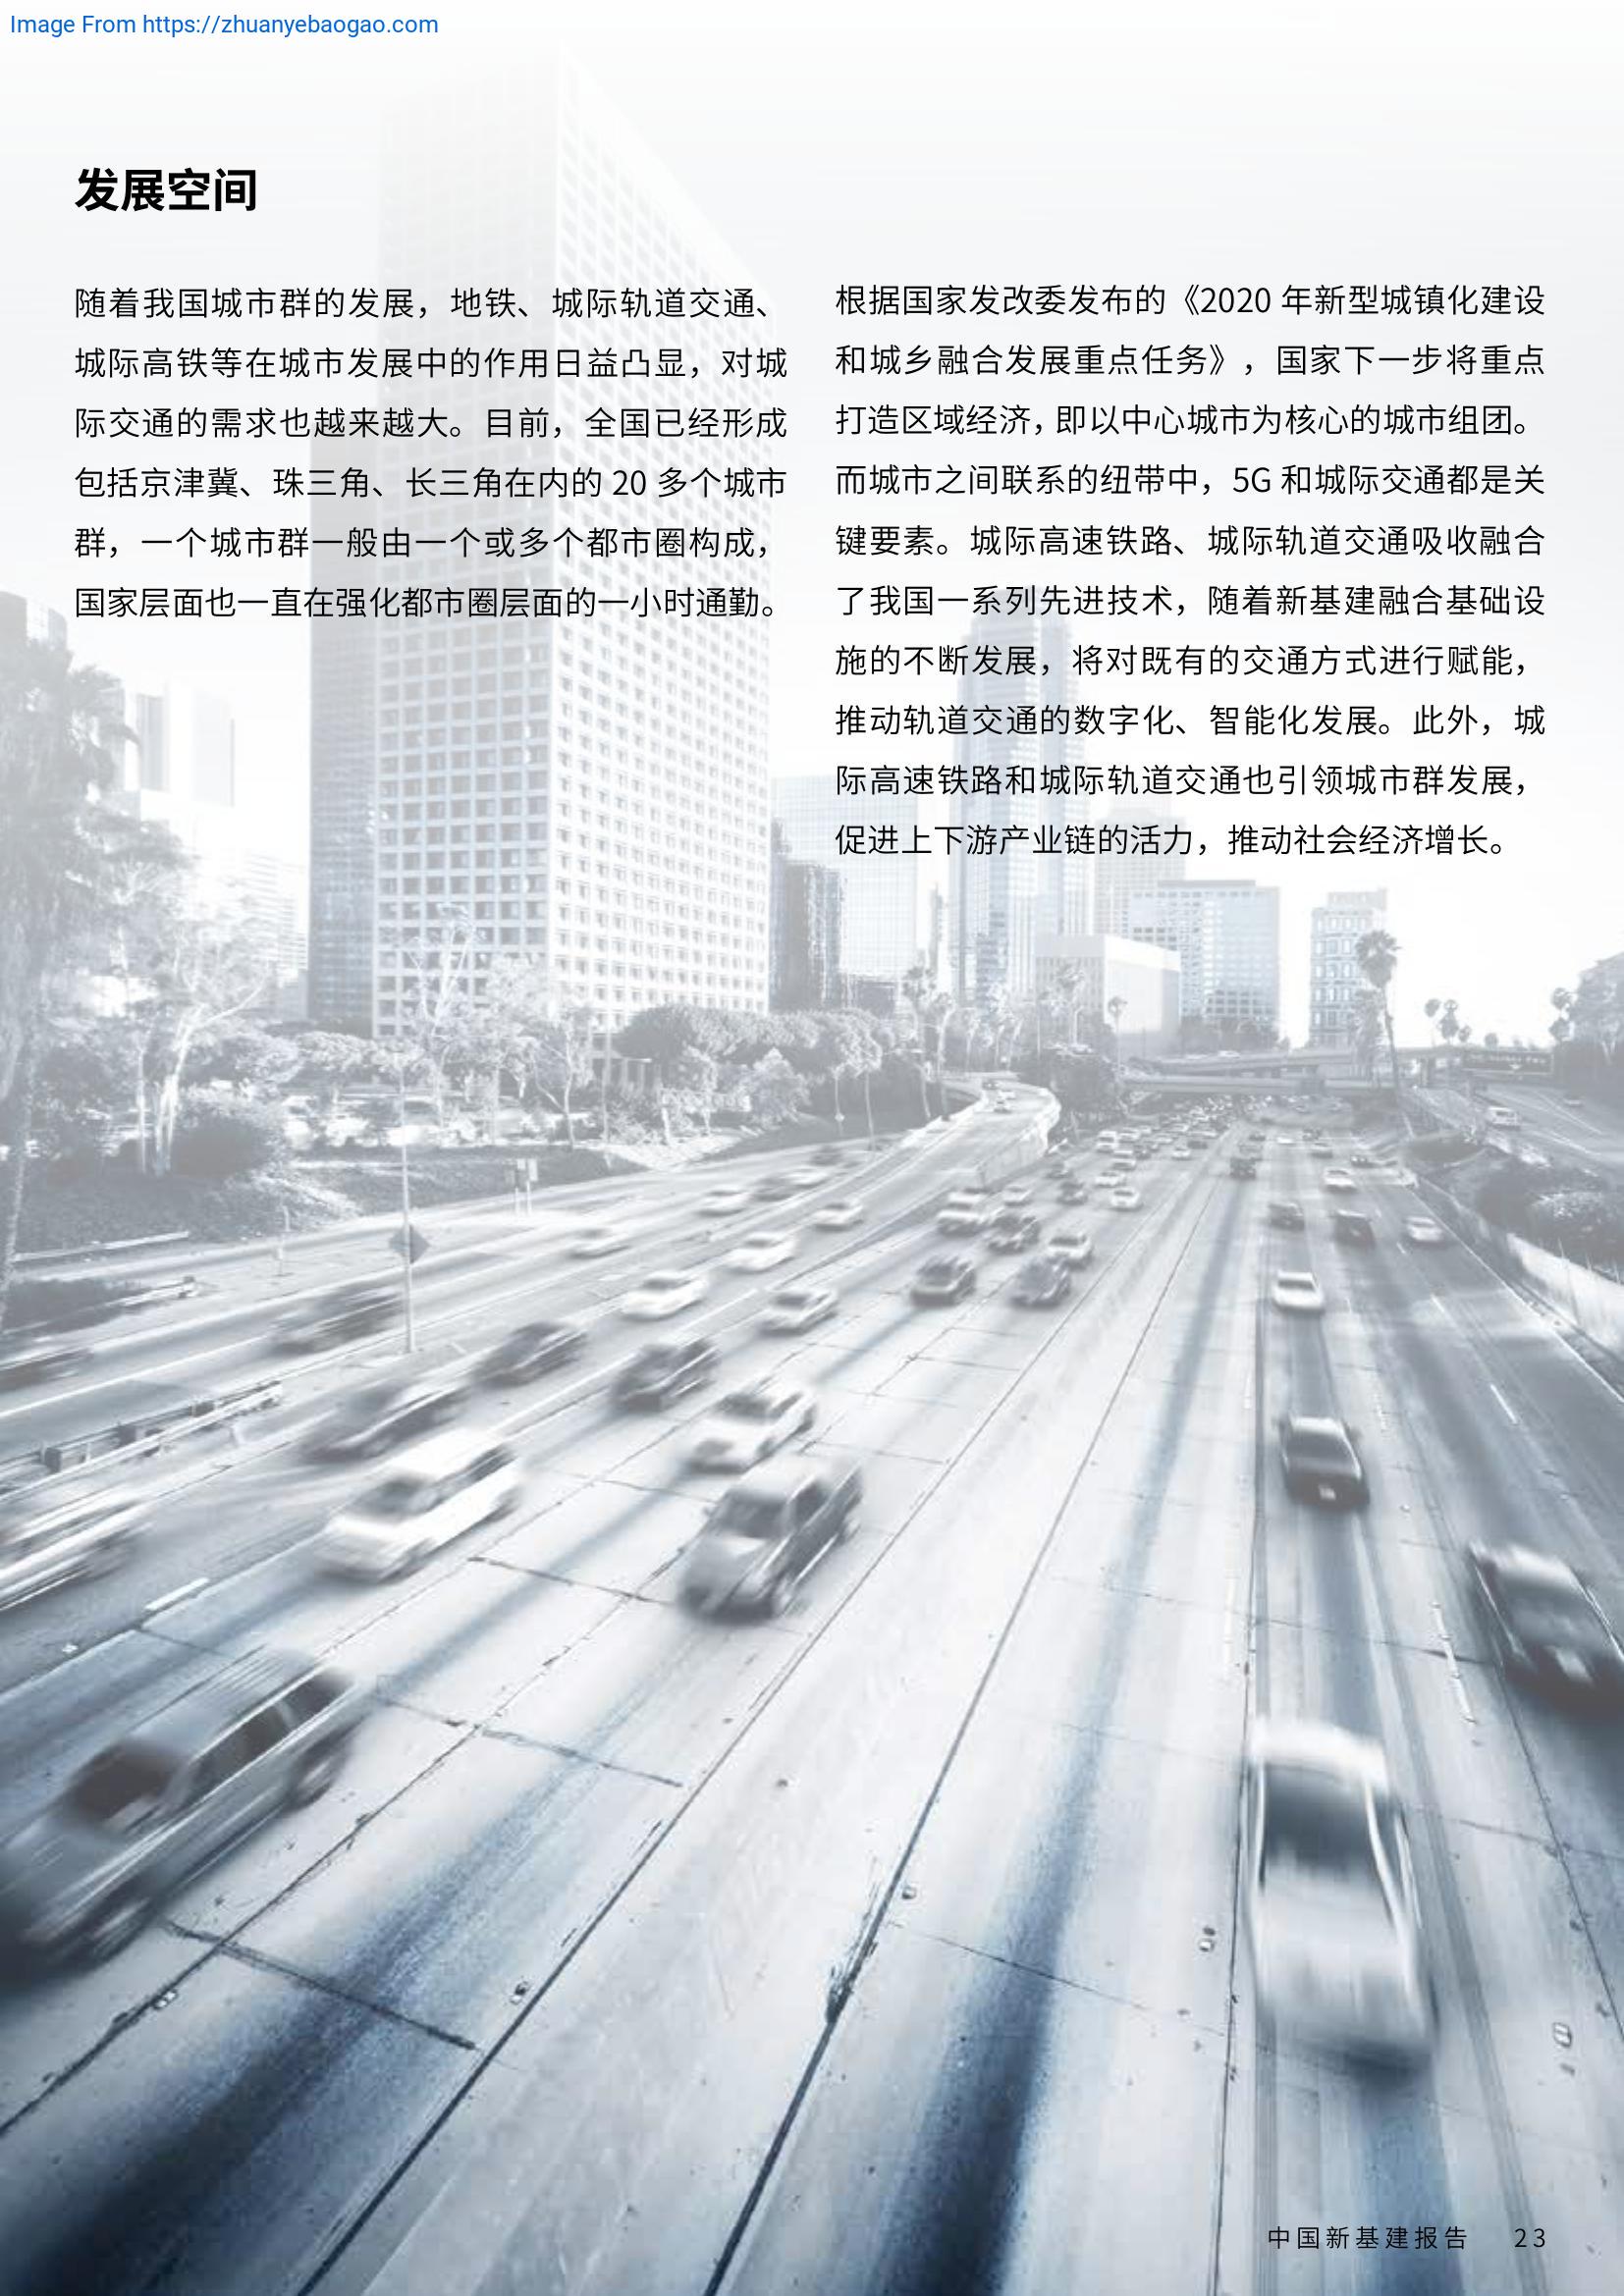 Image From https://zhuanyebaogao.com
发展空间
随着我国城市群的发展，地铁、城际轨道交通、
城际高铁等在城市发展中的作用日益凸显，对城
际交通的需求也越来越大。目前，全国已经形成
包括京津冀、珠三角、长三角在内的 20 多个城市
群，一个城市群一般由一个或多个都市圈构成，
国家层面也一直在强化都市圈层面的一小时通勤。
根据国家发改委发布的《2020 年新型城镇化建设
和城乡融合发展重点任务》，国家下一步将重点
打造区域经济，即以中心城市为核心的城市组团。
而城市之间联系的纽带中，5G 和城际交通都是关
键要素。城际高速铁路、城际轨道交通吸收融合
了我国一系列先进技术，随着新基建融合基础设
施的不断发展，将对既有的交通方式进行赋能，
推动轨道交通的数字化、智能化发展。此外，城
际高速铁路和城际轨道交通也引领城市群发展，
促进上下游产业链的活力，推动社会经济增长。
中国新基建报告 23